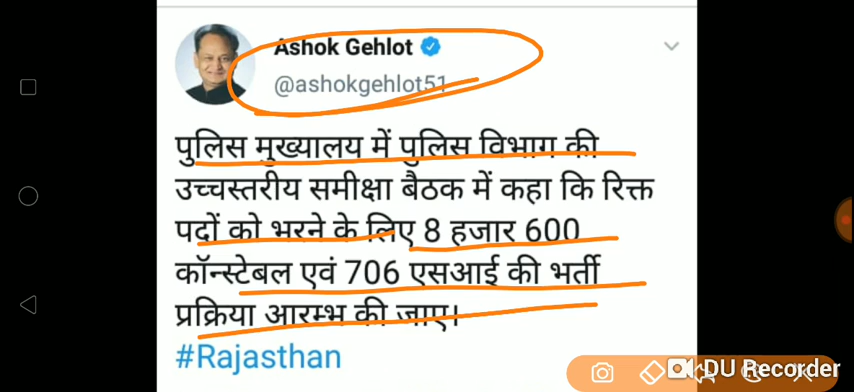 Ashok Gehlot
@ashokgehlot51
पुलिस मुख्यालय में पुलिस विभाग की
उच्चस्तरीय समीक्षा बैठक में कहा कि रिक्त
पदों को भरने के लिए 8 हजार 600
कॉन्स्टेबल एवं 706 एसआई की भर्ती
प्रक्रिया आरम्भ की जाए।
#Rajasthan
DU Recorder